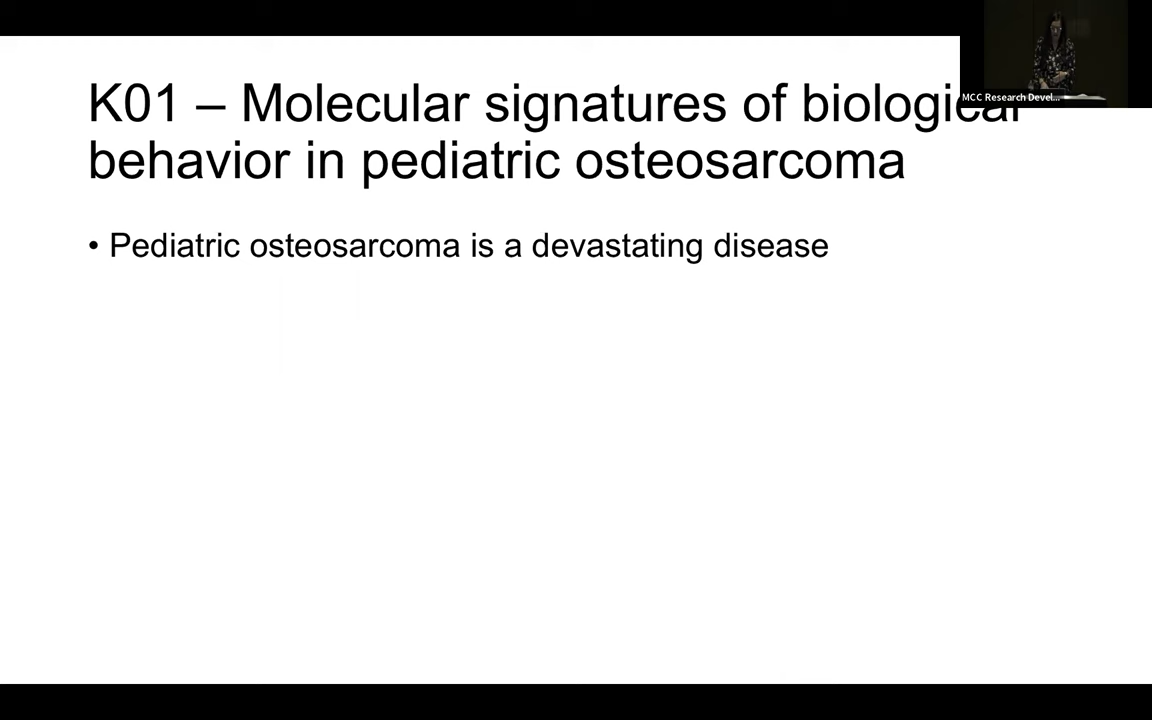 K01 – Molecular signatures of biological
behavior in pediatric osteosarcoma
• Pediatric osteosarcoma is a devastating disease
MCC Research Devel...